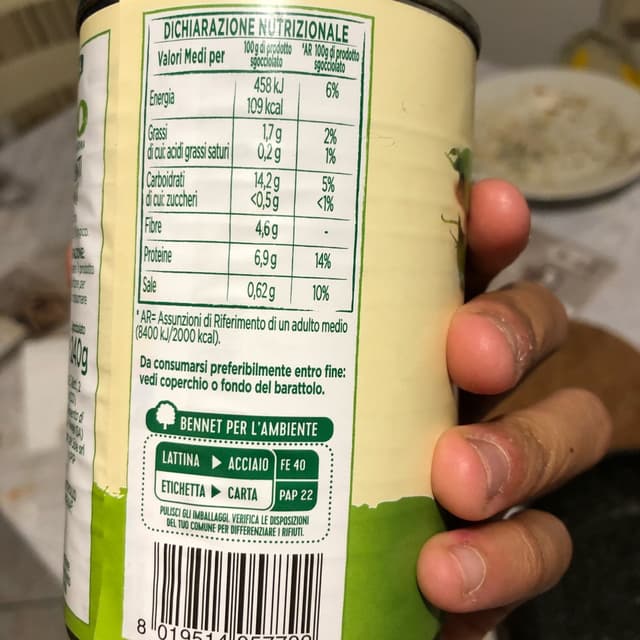 DICHIARAZIONE NUTRIZIONALE
Valori Medi per 100g di prodotto sgocciolato *AR 100g di prodotto sgocciolato
Energia 458 kJ 6%
109 kcal
Grassi 1,7 g 2%
di cui: acidi grassi saturi 0,2 g 1%
Carboidrati 14,2 g 5%
di cui: zuccheri <0,5 g <1%
Fibre 4,6 g -
Proteine 6,9 g 14%
Sale 0,62 g 10%
*AR= Assunzioni di Riferimento di un adulto medio
(8400 kJ/2000 kcal).
Da consumarsi preferibilmente entro fine:
vedi coperchio o fondo del barattolo.
BENNET PER L'AMBIENTE
LATTINA ACCIAIO FE 40
ETICHETTA CARTA PAP 22
PULISCI GLI IMBALLAGGI. VERIFICA LE DISPOSIZIONI
DEL TUO COMUNE PER DIFFERENZIARE I RIFIUTI.
8 019514